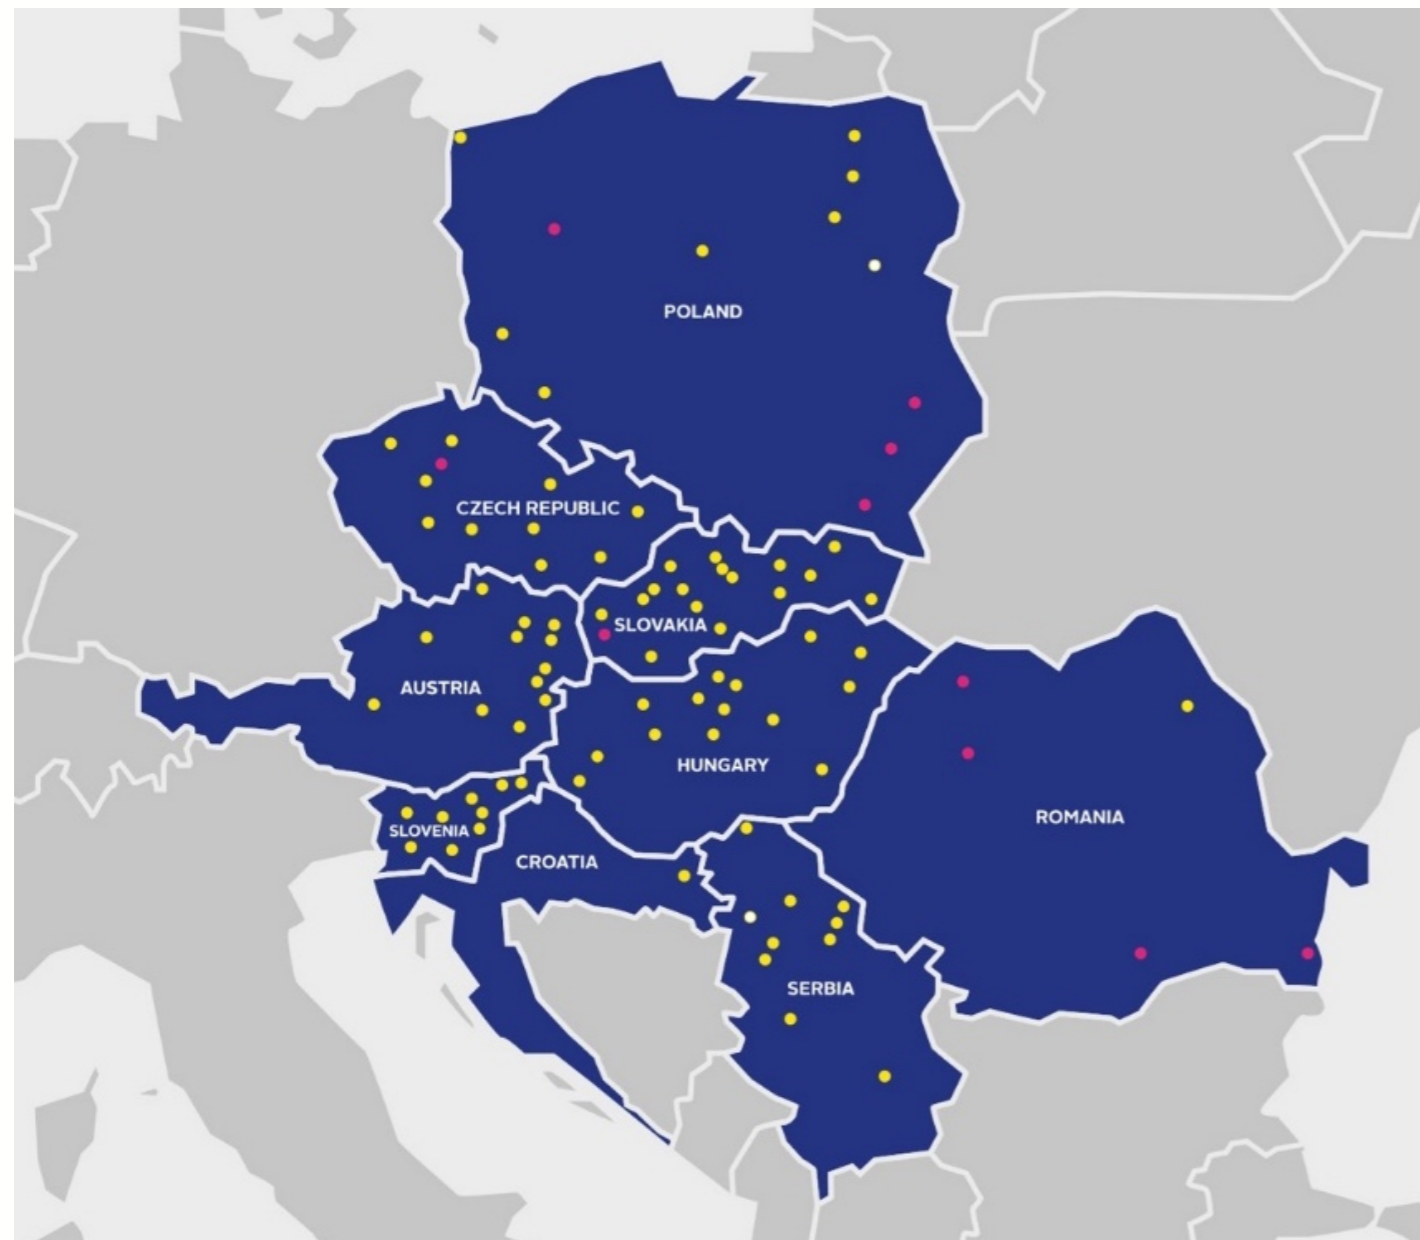 POLAND
CZECH REPUBLIC
SLOVAKIA
AUSTRIA
HUNGARY
ROMANIA
SLOVENIA
CROATIA
SERBIA